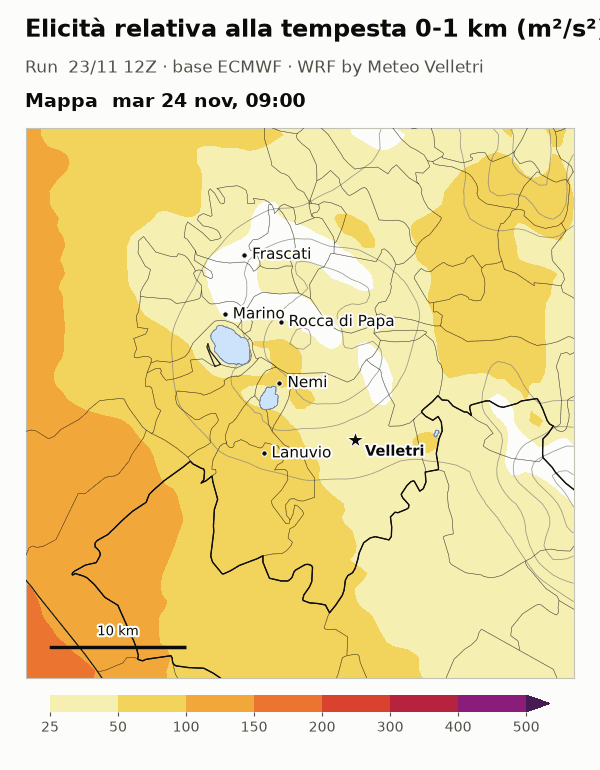 Elicità relativa alla tempesta 0-1 km (m²/s²)
Run 23/11 12Z · base ECMWF · WRF by Meteo Velletri
Mappa mar 24 nov, 09:00
Frascati
Marino
Rocca di Papa
Nemi
Velletri
Lanuvio
10 km
25 50 100 150 200 300 400 500